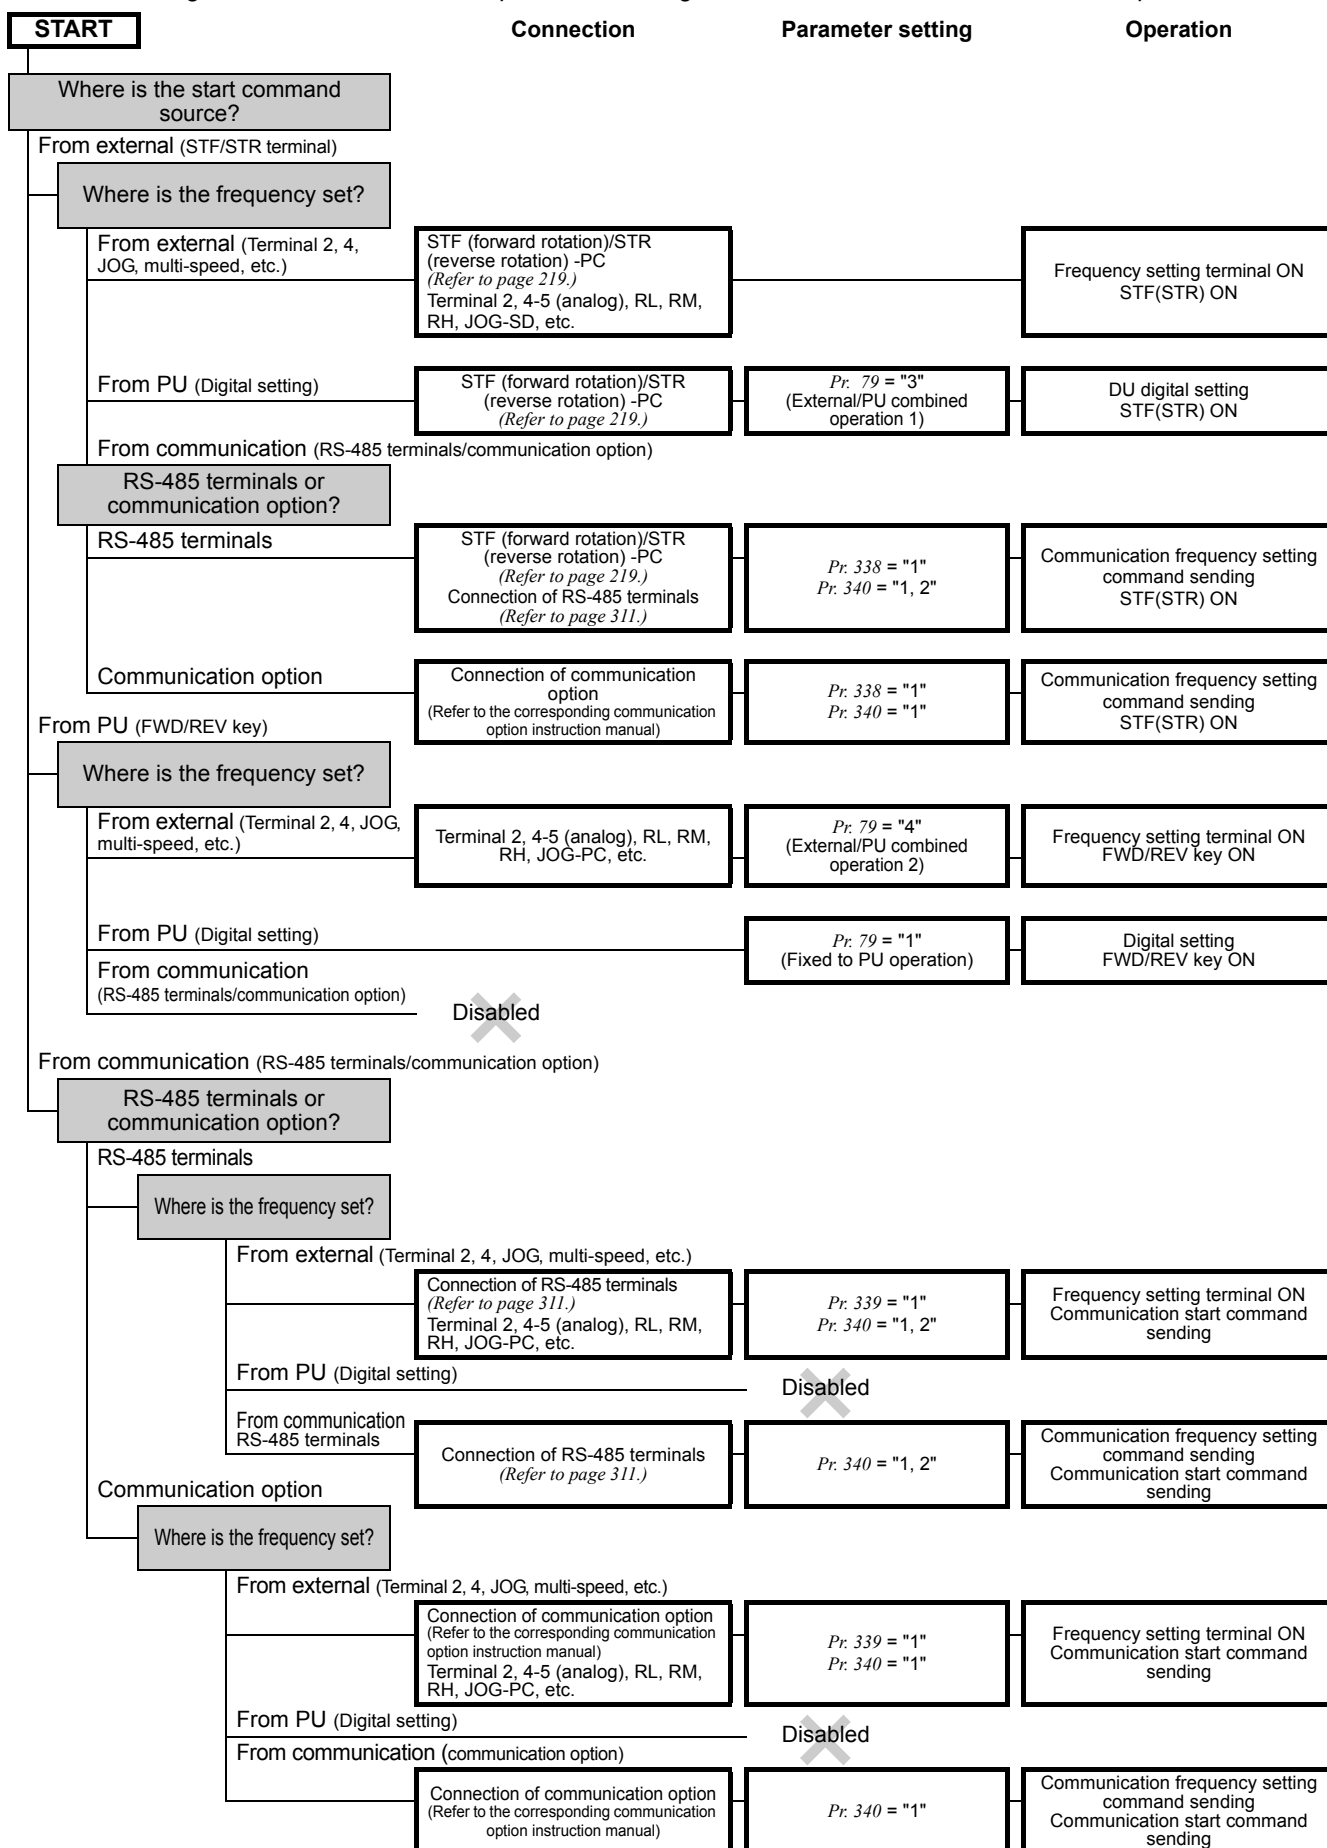 START
Connection
Parameter setting
Operation
Where is the start command
source?
From external (STF/STR terminal)
Where is the frequency set?
From external (Terminal 2, 4,
JOG, multi-speed, etc.)
STF (forward rotation)/STR
(reverse rotation) -PC
(Refer to page 219.)
Terminal 2, 4-5 (analog), RL, RM,
RH, JOG-SD, etc.
Frequency setting terminal ON
STF(STR) ON
From PU (Digital setting)
STF (forward rotation)/STR
(reverse rotation) -PC
(Refer to page 219.)
Pr. 79 = "3"
(External/PU combined
operation 1)
DU digital setting
STF(STR) ON
From communication (RS-485 terminals/communication option)
RS-485 terminals or
communication option?
RS-485 terminals
STF (forward rotation)/STR
(reverse rotation) -PC
(Refer to page 219.)
Connection of RS-485 terminals
(Refer to page 311.)
Pr. 338 = "1"
Pr. 340 = "1, 2"
Communication frequency setting
command sending
STF(STR) ON
Communication option
Connection of communication
option
(Refer to the corresponding communication
option instruction manual)
Pr. 338 = "1"
Pr. 340 = "1"
Communication frequency setting
command sending
STF(STR) ON
From PU (FWD/REV key)
Where is the frequency set?
From external (Terminal 2, 4, JOG,
multi-speed, etc.)
Terminal 2, 4-5 (analog), RL, RM,
RH, JOG-PC, etc.
Pr. 79 = "4"
(External/PU combined
operation 2)
Frequency setting terminal ON
FWD/REV key ON
From PU (Digital setting)
Pr. 79 = "1"
(Fixed to PU operation)
Digital setting
FWD/REV key ON
From communication
(RS-485 terminals/communication option)
Disabled
From communication (RS-485 terminals/communication option)
RS-485 terminals or
communication option?
RS-485 terminals
Where is the frequency set?
From external (Terminal 2, 4, JOG, multi-speed, etc.)
Connection of RS-485 terminals
(Refer to page 311.)
Terminal 2, 4-5 (analog), RL, RM,
RH, JOG-PC, etc.
Pr. 339 = "1"
Pr. 340 = "1, 2"
Frequency setting terminal ON
Communication start command
sending
From PU (Digital setting)
Disabled
From communication
RS-485 terminals
Connection of RS-485 terminals
(Refer to page 311.)
Pr. 340 = "1, 2"
Communication frequency setting
command sending
Communication start command
sending
Communication option
Where is the frequency set?
From external (Terminal 2, 4, JOG, multi-speed, etc.)
Connection of communication option
(Refer to the corresponding communication
option instruction manual)
Terminal 2, 4-5 (analog), RL, RM,
RH, JOG-PC, etc.
Pr. 339 = "1"
Pr. 340 = "1"
Frequency setting terminal ON
Communication start command
sending
From PU (Digital setting)
Disabled
From communication (communication option)
Connection of communication option
(Refer to the corresponding communication
option instruction manual)
Pr. 340 = "1"
Communication frequency setting
command sending
Communication start command
sending